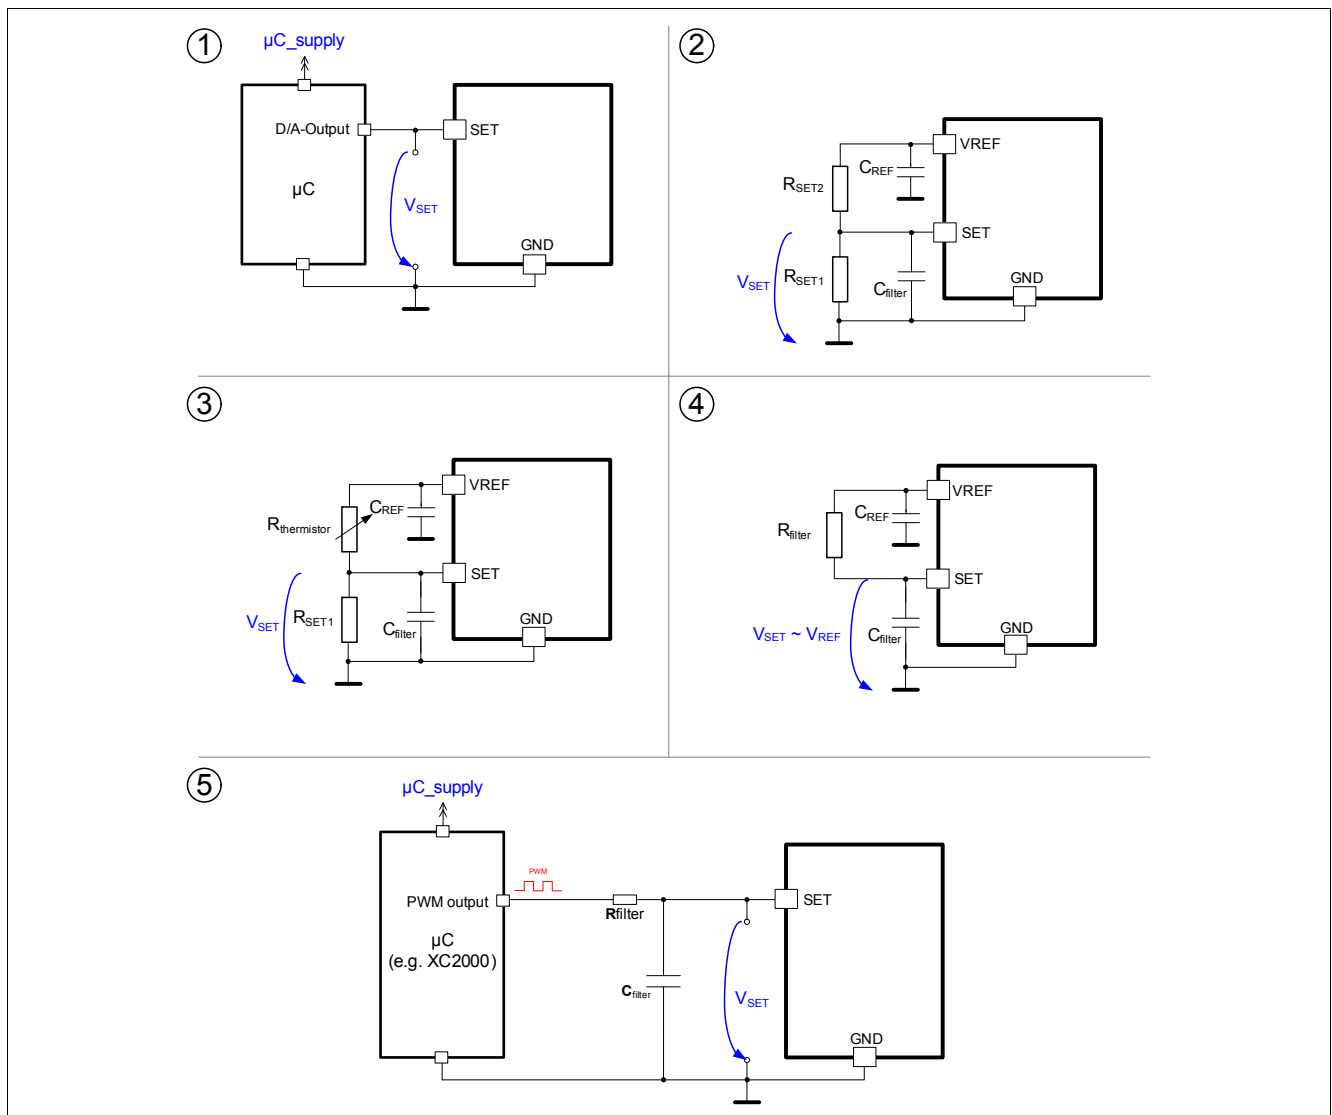 1
µC_supply
D/A-Output
SET
µC
VSET
GND
2
VREF
CREF
RSET2
SET
VSET
RSET1
Cfilter
GND
3
VREF
CREF
Rthermistor
SET
VSET
RSET1
Cfilter
GND
4
VREF
CREF
Rfilter
SET
VSET ~ VREF
Cfilter
GND
5
µC_supply
PWM
PWM output
Rfilter
SET
µC
(e.g. XC2000)
Cfilter
VSET
GND